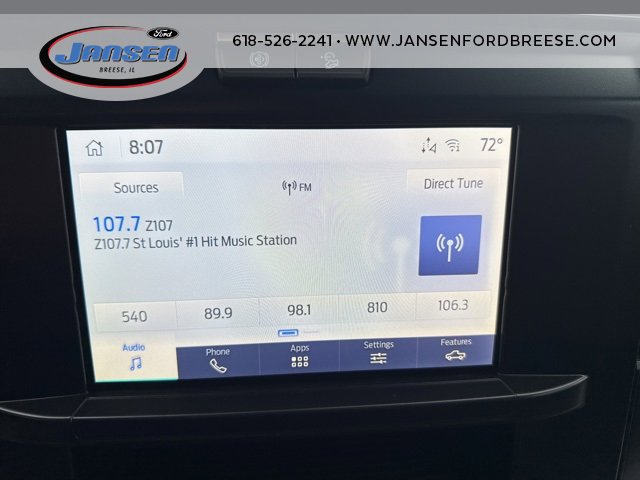 Ford
JANSEN
BREESE, IL
618-526-2241 • WWW.JANSENFORDBREESE.COM
8:07
72°
Sources
FM
Direct Tune
107.7 Z107
Z107.7 St Louis' #1 Hit Music Station
540 89.9 98.1 810 106.3
Audio Phone Apps Settings Features